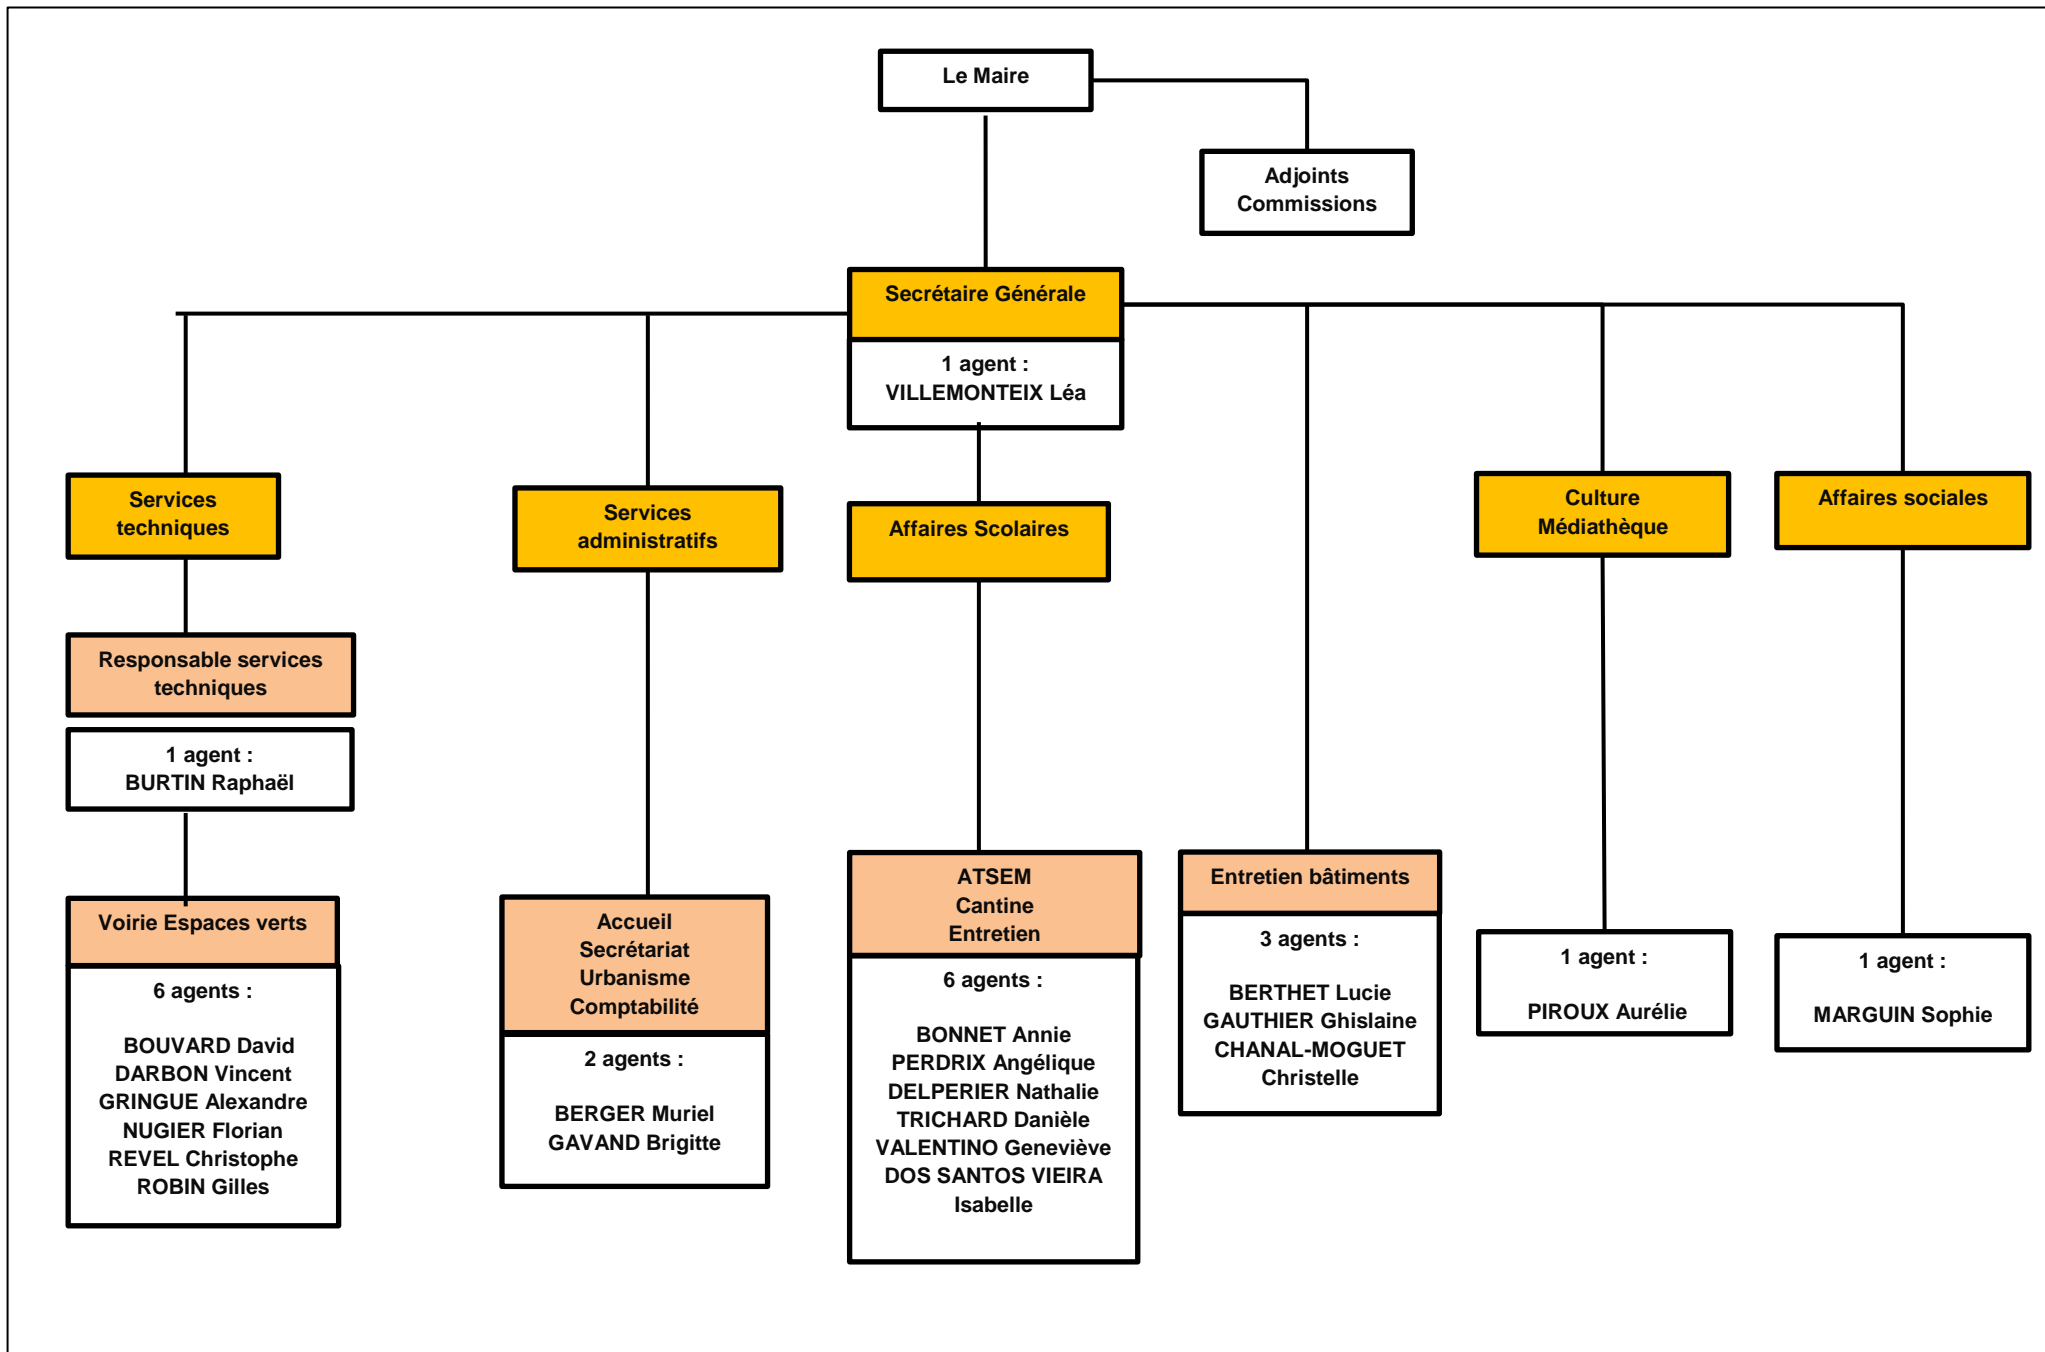 Le Maire
Adjoints
Commissions
Secrétaire Générale
1 agent :
VILLEMONTEIX Léa
Services
techniques
Responsable services
techniques
1 agent :
BURTIN Raphaël
Voirie Espaces verts
6 agents :
BOUVARD David
DARBON Vincent
GRINGUE Alexandre
NUGIER Florian
REVEL Christophe
ROBIN Gilles
Services
administratifs
Accueil
Secrétariat
Urbanisme
Comptabilité
2 agents :
BERGER Muriel
GAVAND Brigitte
Affaires Scolaires
ATSEM
Cantine
Entretien
6 agents :
BONNET Annie
PERDRIX Angélique
DELPERIER Nathalie
TRICHARD Danièle
VALENTINO Geneviève
DOS SANTOS VIEIRA
Isabelle
Entretien bâtiments
3 agents :
BERTHET Lucie
GAUTHIER Ghislaine
CHANAL-MOGUET
Christelle
Culture
Médiathèque
1 agent :
PIROUX Aurélie
Affaires sociales
1 agent :
MARGUIN Sophie